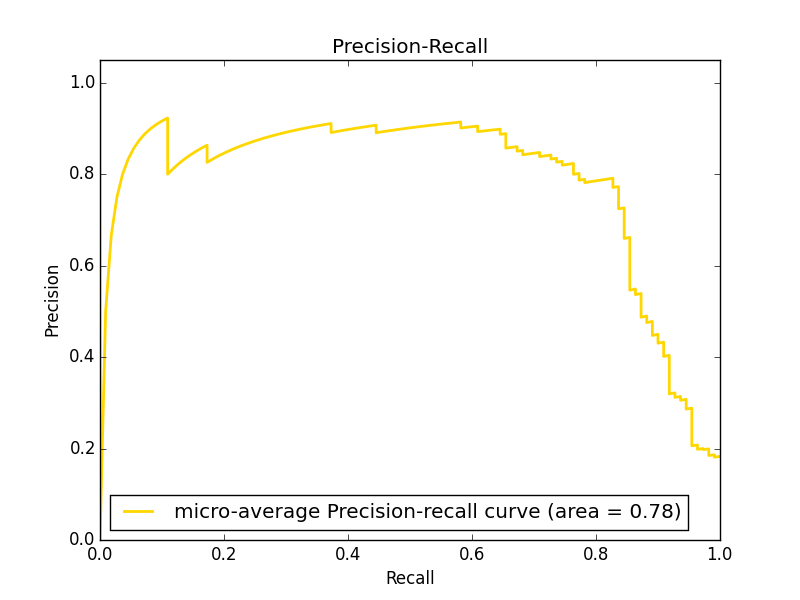 Precision-Recall
1.0
0.8
0.6
0.4
0.2
0.0
Precision
micro-average Precision-recall curve (area = 0.78)
0.0 0.2 0.4 0.6 0.8 1.0
Recall